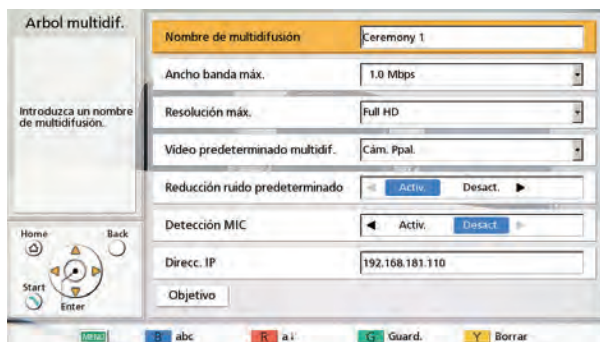 Arbol multidif.
Introduzca un nombre
de multidifusión.
Nombre de multidifusión
Ceremony 1
Ancho banda máx.
1.0 Mbps
Resolución máx.
Full HD
Vídeo predeterminado multidif.
Cám. Ppal.
Reducción ruido predeterminado
Activ.
Desact.
Detección MIC
Activ.
Desact.
Direcc. IP
192.168.181.110
Objetivo
Home
Back
Start
Enter
MENU
B abc
R a↓
G Guard.
Y Borrar